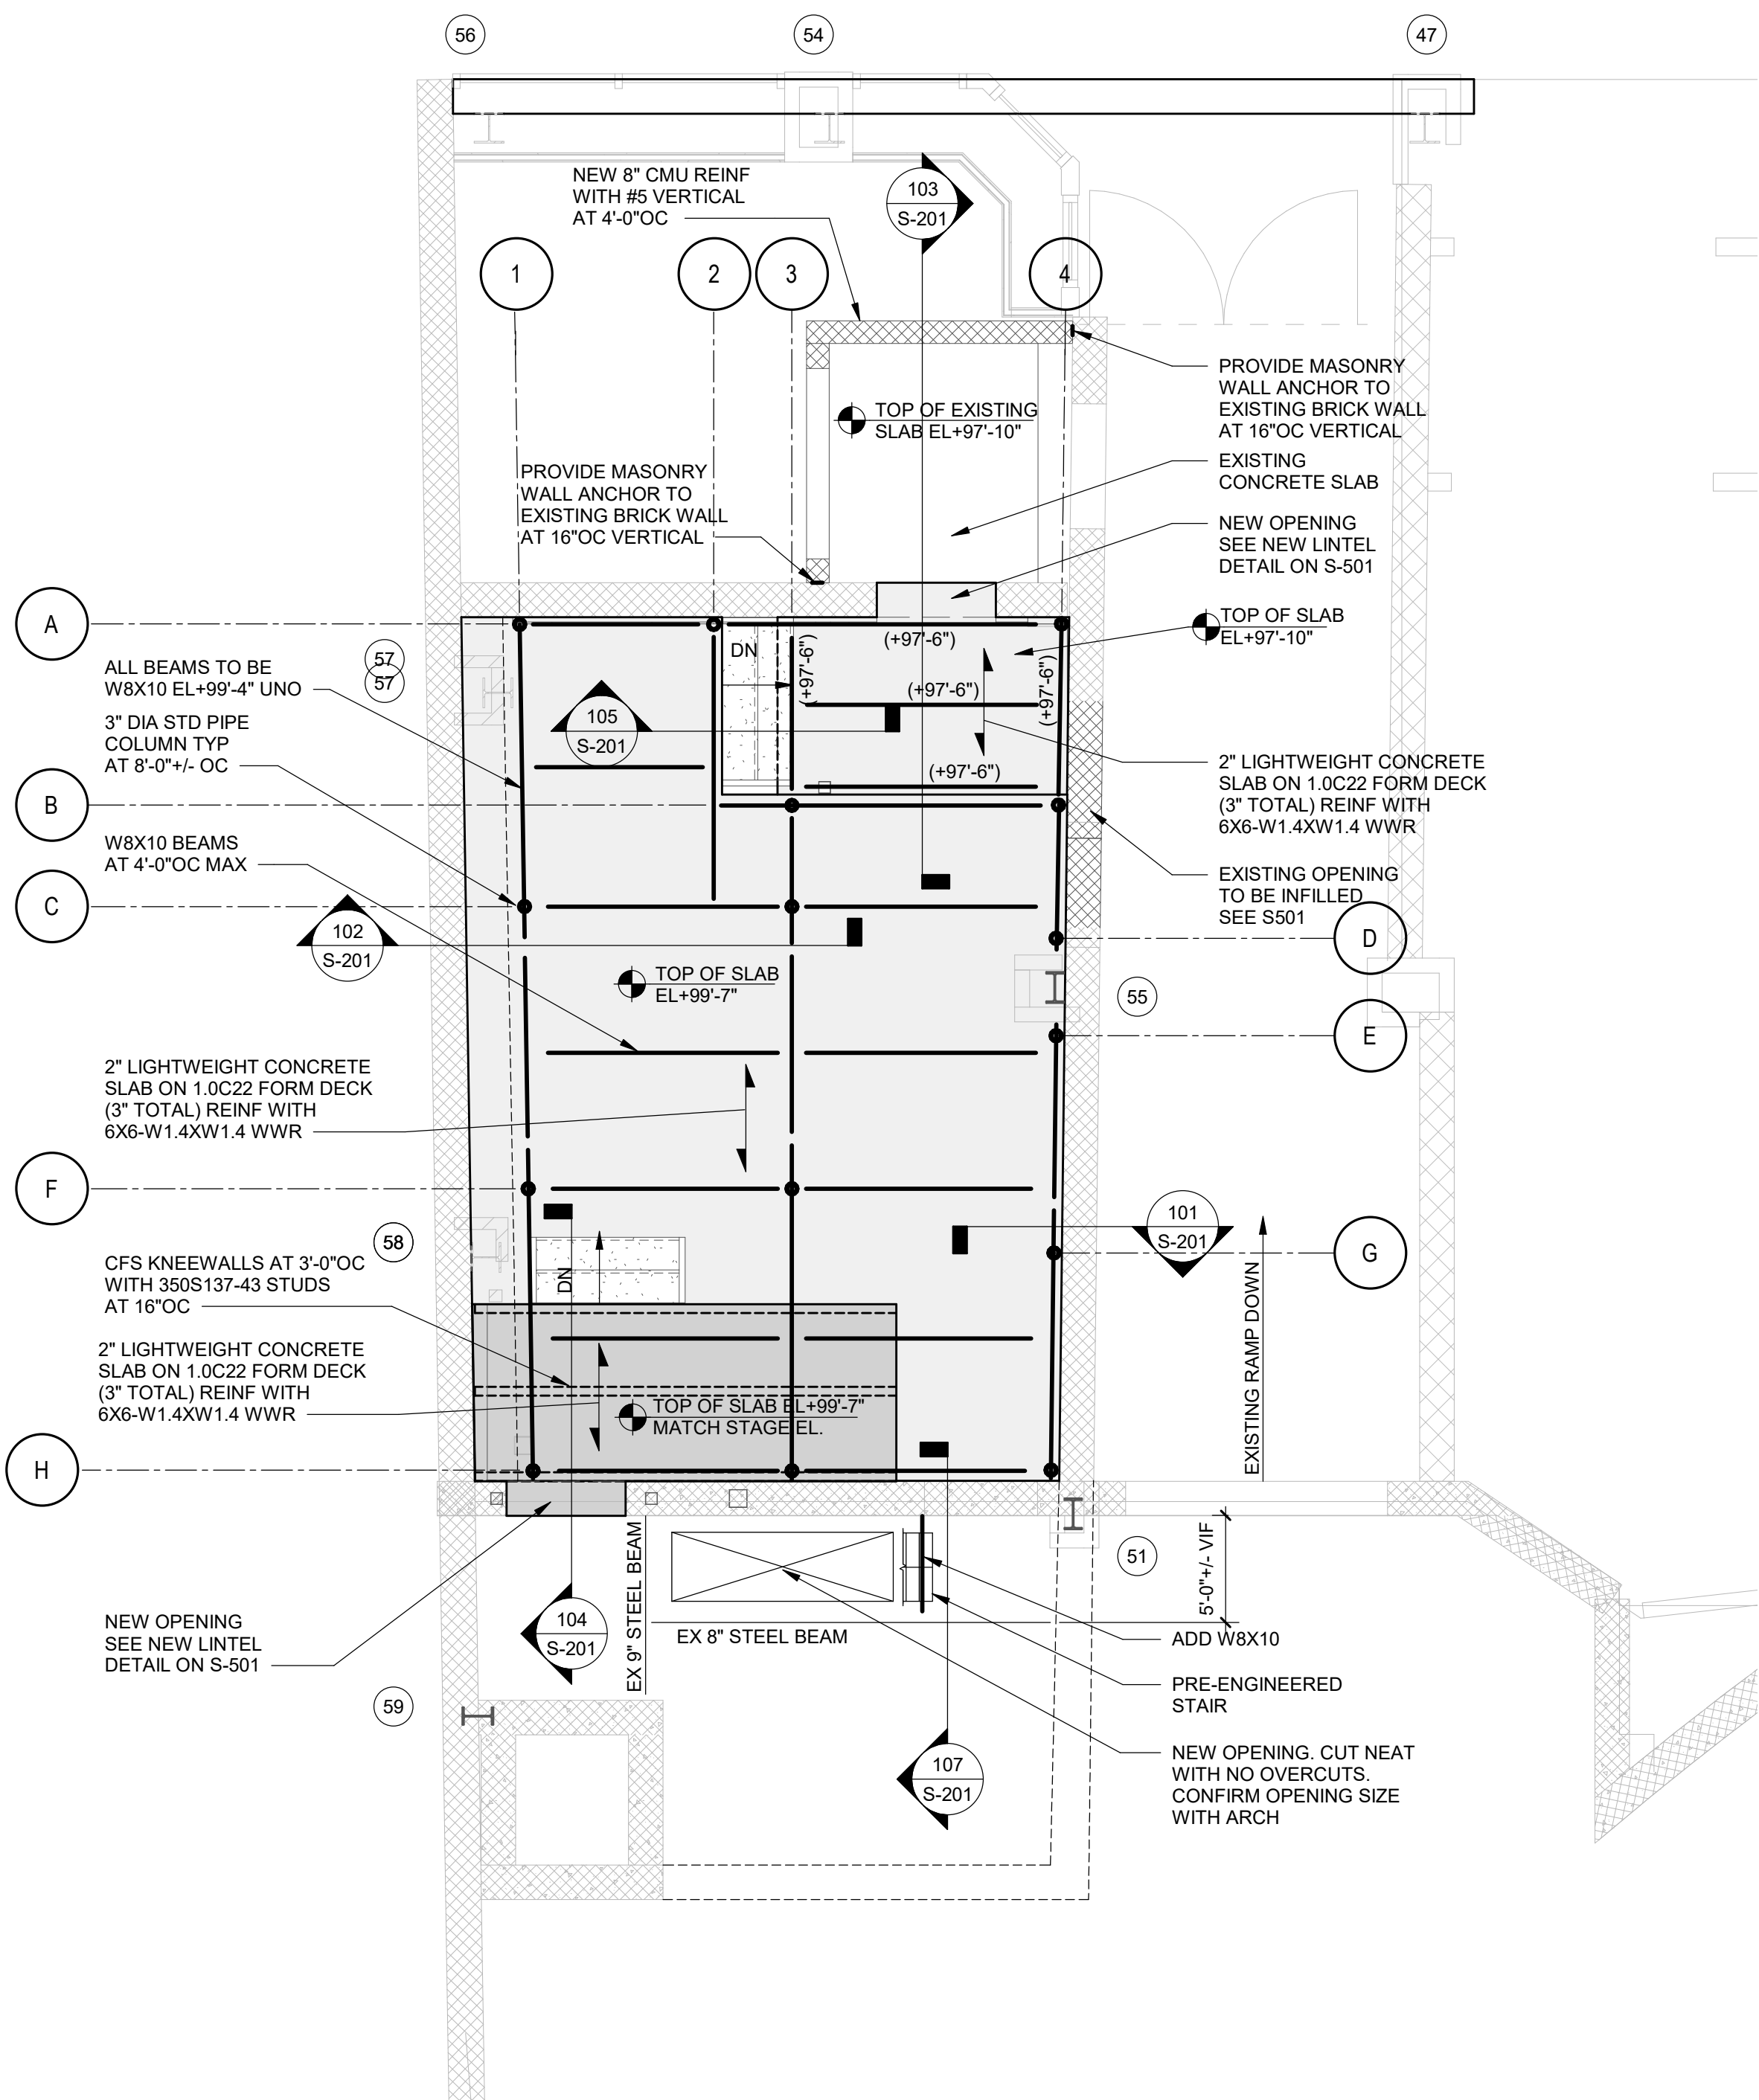 56
54
47
NEW 8" CMU REINF
WITH #5 VERTICAL
AT 4'-0"OC
103
S-201
1
2
3
4
PROVIDE MASONRY
WALL ANCHOR TO
EXISTING BRICK WALL
AT 16"OC VERTICAL
TOP OF EXISTING
SLAB EL+97'-10"
PROVIDE MASONRY
WALL ANCHOR TO
EXISTING BRICK WALL
AT 16"OC VERTICAL
EXISTING
CONCRETE SLAB
NEW OPENING
SEE NEW LINTEL
DETAIL ON S-501
A
TOP OF SLAB
EL+97'-10"
57
57
ALL BEAMS TO BE
W8X10 EL+99'-4" UNO
DN
(+97'-6")
(+97'-6")
(+97'-6")
(+97'-6")
(+97'-6")
3" DIA STD PIPE
COLUMN TYP
AT 8'-0"+/- OC
105
S-201
2" LIGHTWEIGHT CONCRETE
SLAB ON 1.0C22 FORM DECK
(3" TOTAL) REINF WITH
6X6-W1.4XW1.4 WWR
B
W8X10 BEAMS
AT 4'-0"OC MAX
EXISTING OPENING
TO BE INFILLED
SEE S501
C
102
S-201
D
TOP OF SLAB
EL+99'-7"
55
E
2" LIGHTWEIGHT CONCRETE
SLAB ON 1.0C22 FORM DECK
(3" TOTAL) REINF WITH
6X6-W1.4XW1.4 WWR
F
101
S-201
58
G
CFS KNEEWALLS AT 3'-0"OC
WITH 350S137-43 STUDS
AT 16"OC
DN
EXISTING RAMP DOWN
2" LIGHTWEIGHT CONCRETE
SLAB ON 1.0C22 FORM DECK
(3" TOTAL) REINF WITH
6X6-W1.4XW1.4 WWR
TOP OF SLAB EL+99'-7"
MATCH STAGE EL.
H
EX 9" STEEL BEAM
51
5'-0"+/- VIF
NEW OPENING
SEE NEW LINTEL
DETAIL ON S-501
104
S-201
EX 8" STEEL BEAM
ADD W8X10
PRE-ENGINEERED
STAIR
59
107
S-201
NEW OPENING. CUT NEAT
WITH NO OVERCUTS.
CONFIRM OPENING SIZE
WITH ARCH